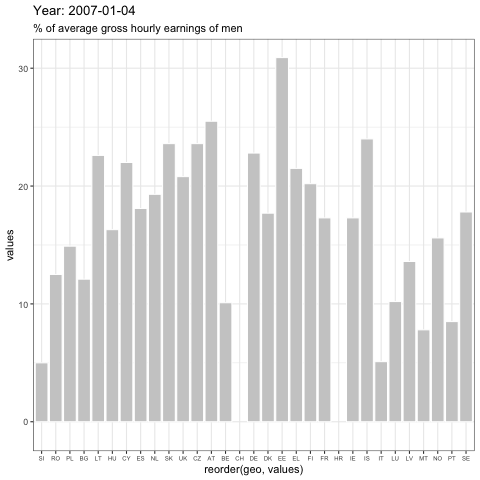 Year: 2007-01-04
% of average gross hourly earnings of men
values
30
20
10
0
SI RO PL BG LT HU CY ES NL SK UK CZ AT BE CH DE DK EE EL FI FR HR IE IS IT LU LV MT NO PT SE
reorder(geo, values)